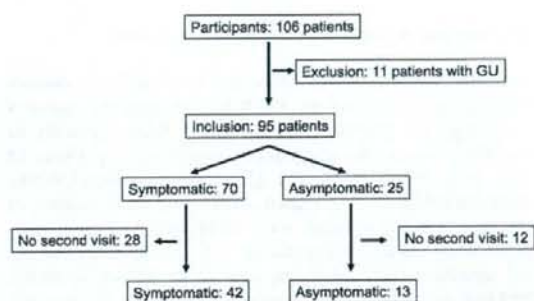 Participants: 106 patients
Exclusion: 11 patients with GU
Inclusion: 95 patients
Symptomatic: 70
Asymptomatic: 25
No second visit: 28
No second visit: 12
Symptomatic: 42
Asymptomatic: 13